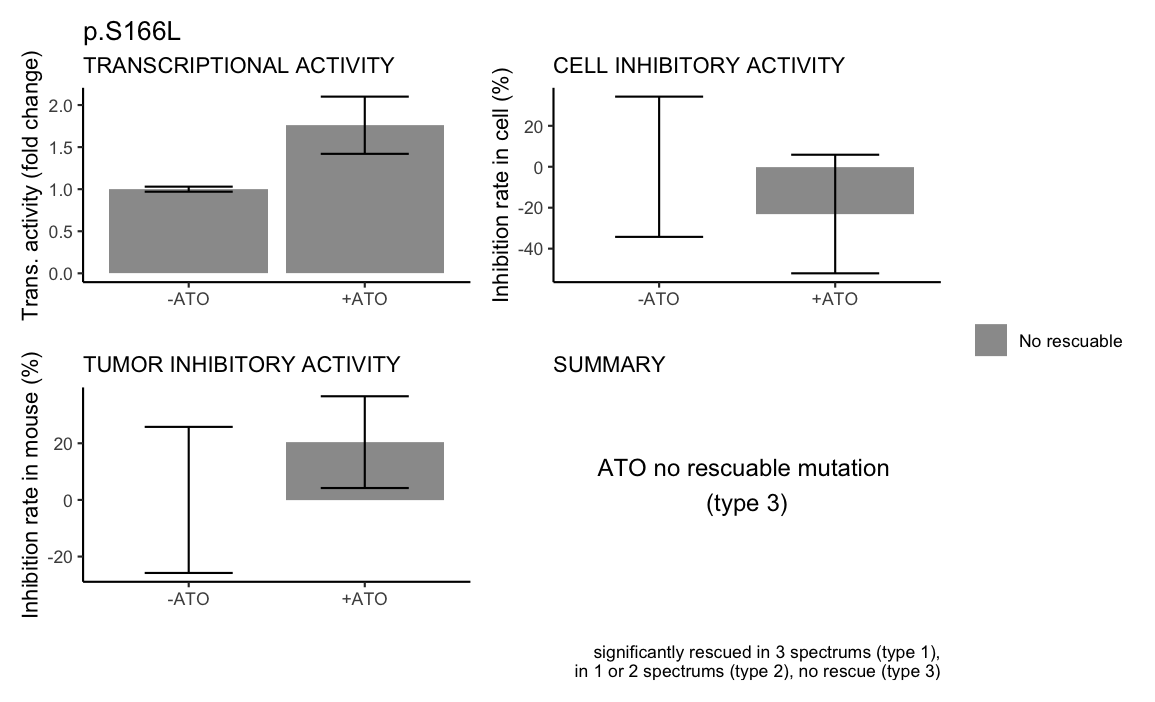 p.S166L
TRANSCRIPTIONAL ACTIVITY
Trans. activity (fold change)
2.0
1.5
1.0
0.5
0.0
-ATO
+ATO
CELL INHIBITORY ACTIVITY
Inhibition rate in cell (%)
20
0
-20
-40
-ATO
+ATO
No rescuable
TUMOR INHIBITORY ACTIVITY
Inhibition rate in mouse (%)
20
0
-20
-ATO
+ATO
SUMMARY
ATO no rescuable mutation
(type 3)
significantly rescued in 3 spectrums (type 1),
in 1 or 2 spectrums (type 2), no rescue (type 3)